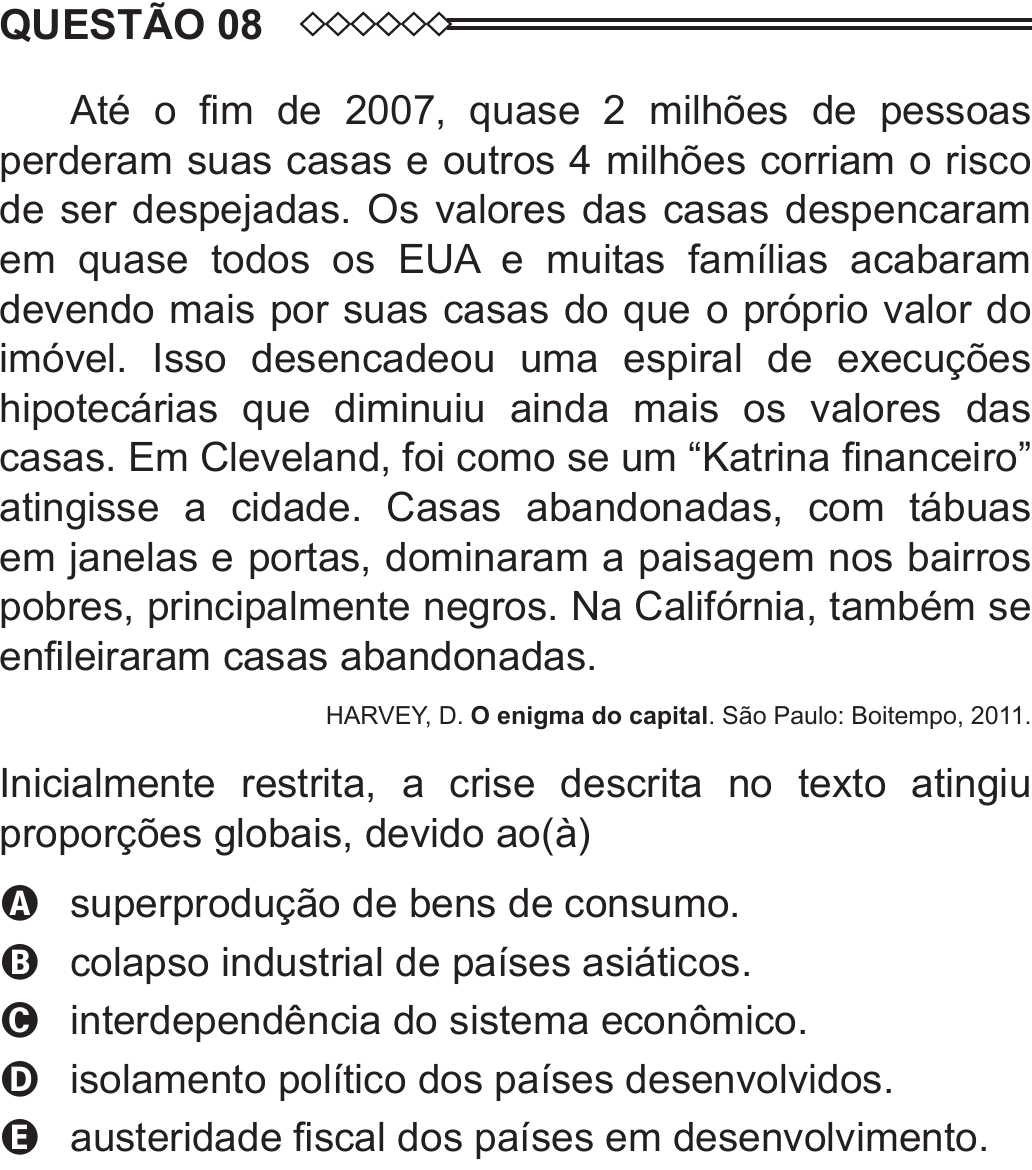 QUESTÃO 08
Até o fim de 2007, quase 2 milhões de pessoas
perderam suas casas e outros 4 milhões corriam o risco
de ser despejadas. Os valores das casas despencaram
em quase todos os EUA e muitas famílias acabaram
devendo mais por suas casas do que o próprio valor do
imóvel. Isso desencadeou uma espiral de execuções
hipotecárias que diminuiu ainda mais os valores das
casas. Em Cleveland, foi como se um “Katrina financeiro”
atingisse a cidade. Casas abandonadas, com tábuas
em janelas e portas, dominaram a paisagem nos bairros
pobres, principalmente negros. Na Califórnia, também se
enfileiraram casas abandonadas.
HARVEY, D. O enigma do capital. São Paulo: Boitempo, 2011.
Inicialmente restrita, a crise descrita no texto atingiu
proporções globais, devido ao(à)
A superprodução de bens de consumo.
B colapso industrial de países asiáticos.
C interdependência do sistema econômico.
D isolamento político dos países desenvolvidos.
E austeridade fiscal dos países em desenvolvimento.